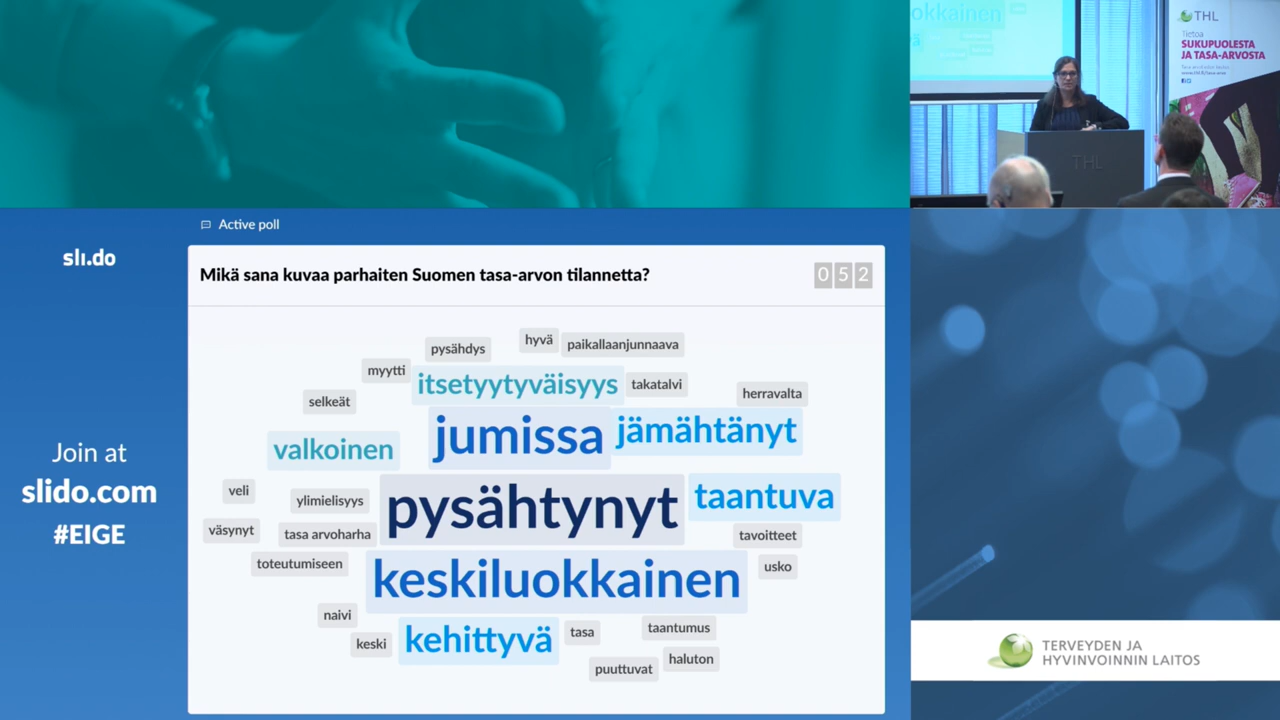 okkainen
THL
Tietoa
SUKUPUOLESTA
JA TASA-ARVOSTA
THL
Active poll
sli.do
Mikä sana kuvaa parhaiten Suomen tasa-arvon tilannetta?
052
hyvä
pysähdys
paikallaanjunnaava
myytti
itsetyytyväisyys
takatalvi
herravalta
selkeät
jumissa
jämähtänyt
valkoinen
Join at
slido.com
#EIGE
veli
ylimielisyys
pysähtynyt
taantuva
väsynyt
tasa arvoharha
tavoitteet
toteutumiseen
keskiluokkainen
usko
naivi
keski
kehittyvä
tasa
taantumus
puuttuvat
haluton
TERVEYDEN JA
HYVINVOINNIN LAITOS